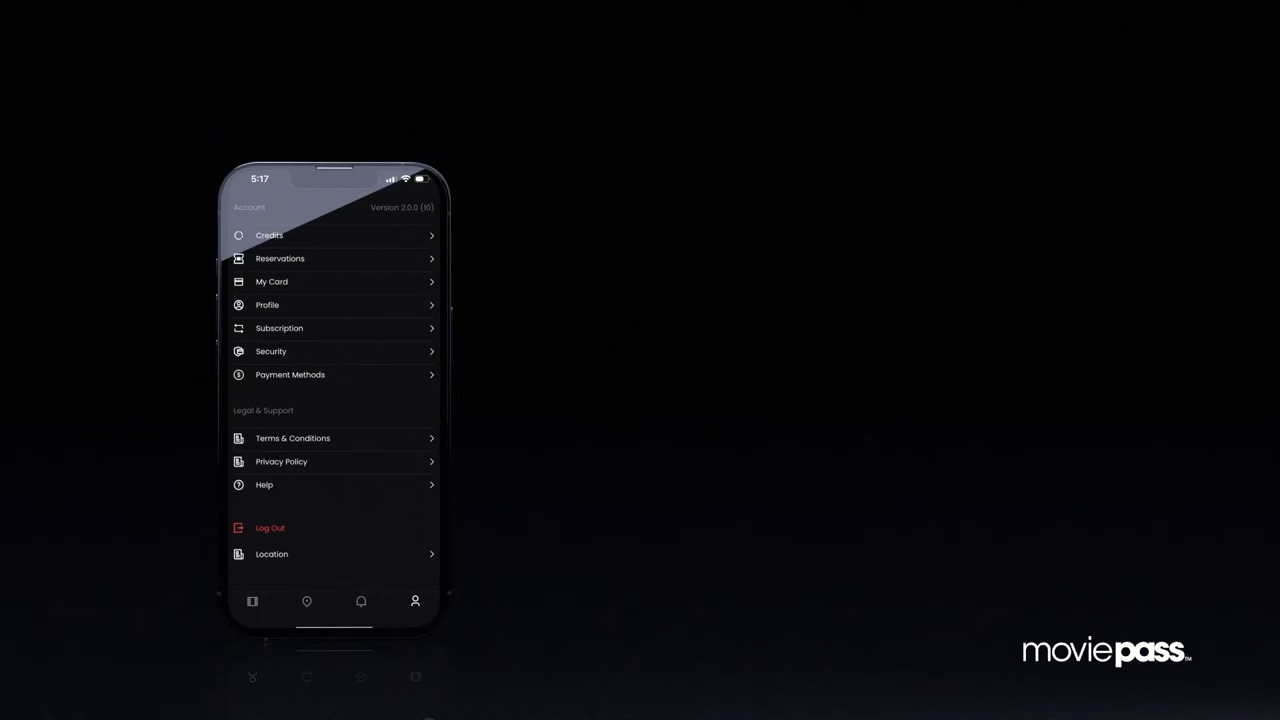 5:17
Account Version 2.0.0 (10)
Credits
Reservations
My Card
Profile
Subscription
Security
Payment Methods
Legal & Support
Terms & Conditions
Privacy Policy
Help
Log Out
Location
moviepass™